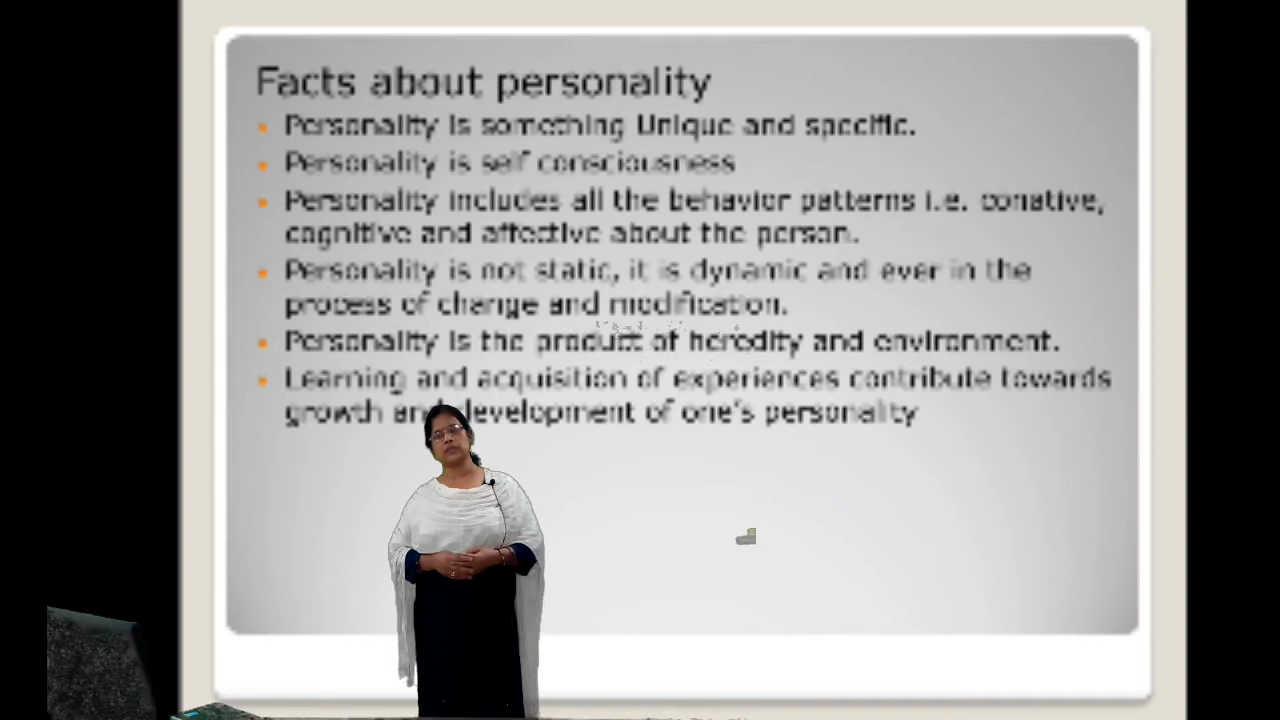 Facts about personality
Personality is something Unique and specific.
Personality is self consciousness
Personality includes all the behavior patterns i.e. conative,
cognitive and affective about the person.
Personality is not static, it is dynamic and ever in the
process of change and modification.
Personality is the product of heredity and environment.
Learning and acquisition of experiences contribute towards
growth and development of one's personality